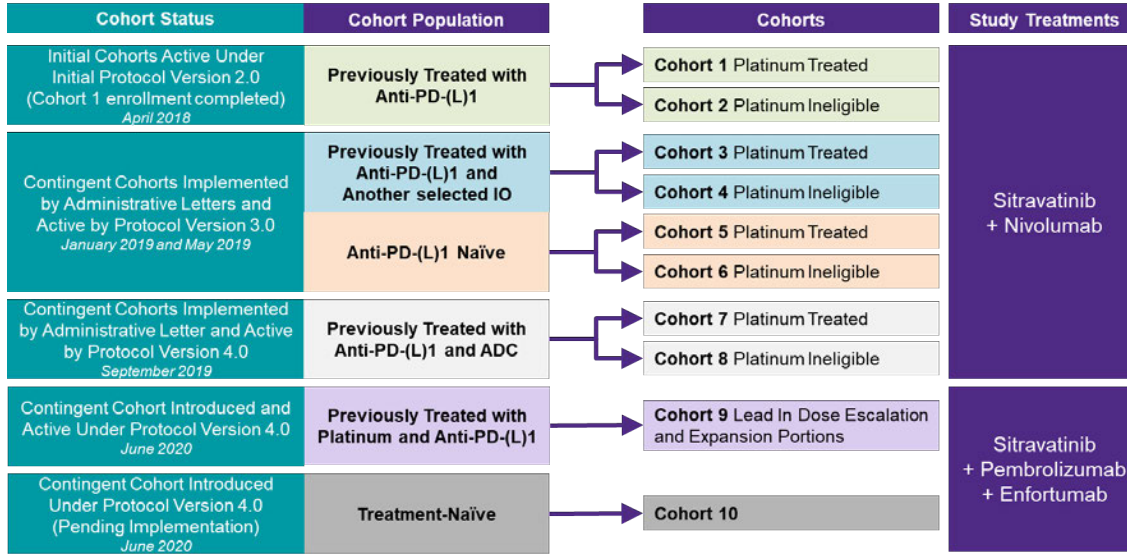 Cohort Status
Cohort Population
Cohorts
Study Treatments
Initial Cohorts Active Under
Initial Protocol Version 2.0
(Cohort 1 enrollment completed)
April 2018
Previously Treated with
Anti-PD-(L)1
Cohort 1 Platinum Treated
Cohort 2 Platinum Ineligible
Contingent Cohorts Implemented
by Administrative Letters and
Active by Protocol Version 3.0
January 2019 and May 2019
Previously Treated with
Anti-PD-(L)1 and
Another selected IO
Cohort 3 Platinum Treated
Cohort 4 Platinum Ineligible
Anti-PD-(L)1 Naïve
Cohort 5 Platinum Treated
Cohort 6 Platinum Ineligible
Sitravatinib
+ Nivolumab
Contingent Cohorts Implemented
by Administrative Letter and Active
by Protocol Version 4.0
September 2019
Previously Treated with
Anti-PD-(L)1 and ADC
Cohort 7 Platinum Treated
Cohort 8 Platinum Ineligible
Contingent Cohort Introduced and
Active Under Protocol Version 4.0
June 2020
Previously Treated with
Platinum and Anti-PD-(L)1
Cohort 9 Lead In Dose Escalation
and Expansion Portions
Sitravatinib
+ Pembrolizumab
+ Enfortumab
Contingent Cohort Introduced
Under Protocol Version 4.0
(Pending Implementation)
June 2020
Treatment-Naïve
Cohort 10